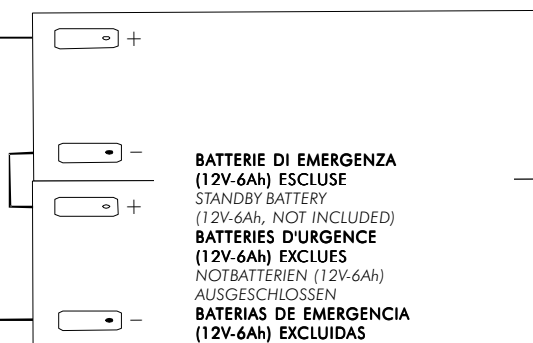 +
−
BATTERIE DI EMERGENZA
(12V-6Ah) ESCLUSE
STANDBY BATTERY
(12V-6Ah, NOT INCLUDED)
+
BATTERIES D'URGENCE
(12V-6Ah) EXCLUES
NOTBATTERIEN (12V-6Ah)
AUSGESCHLOSSEN
BATERIAS DE EMERGENCIA
−
(12V-6Ah) EXCLUIDAS